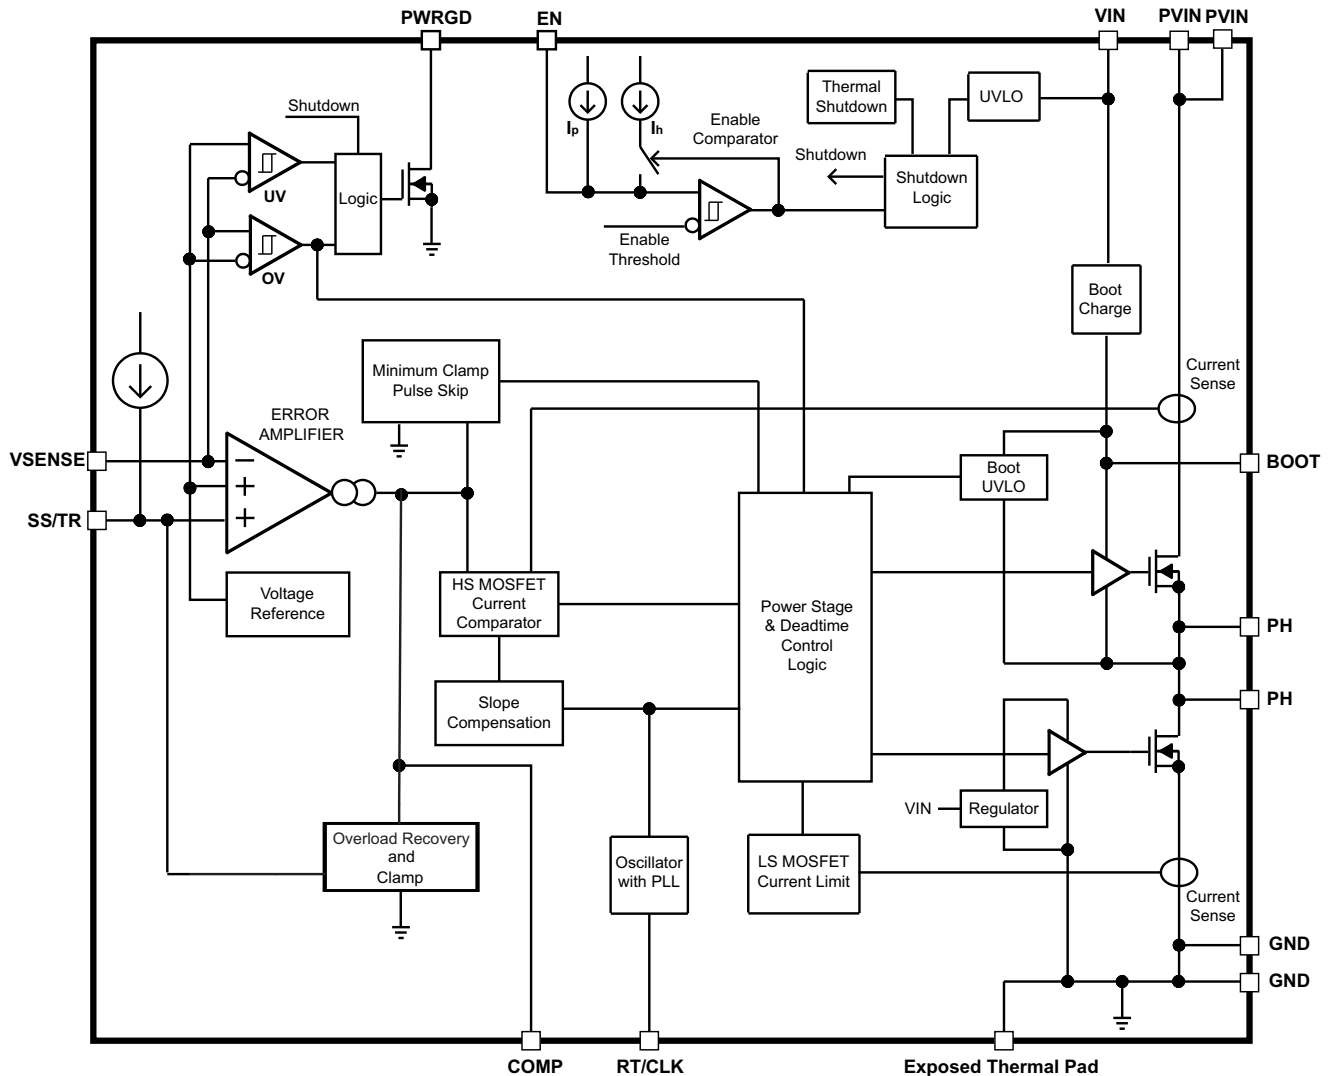 PWRGD
EN
VIN
PVIN
PVIN
Shutdown
Thermal
Shutdown
UVLO
Ip
Ih
Enable
Comparator
UV
Logic
Shutdown
Shutdown
Logic
Enable
Threshold
OV
Boot
Charge
Minimum Clamp
Pulse Skip
Current
Sense
ERROR
AMPLIFIER
VSENSE
BOOT
Boot
UVLO
SS/TR
Voltage
Reference
HS MOSFET
Current
Comparator
Power Stage
& Deadtime
Control
Logic
PH
Slope
Compensation
PH
VIN
Regulator
Overload Recovery
and
Clamp
Oscillator
with PLL
LS MOSFET
Current Limit
Current
Sense
GND
GND
COMP
RT/CLK
Exposed Thermal Pad